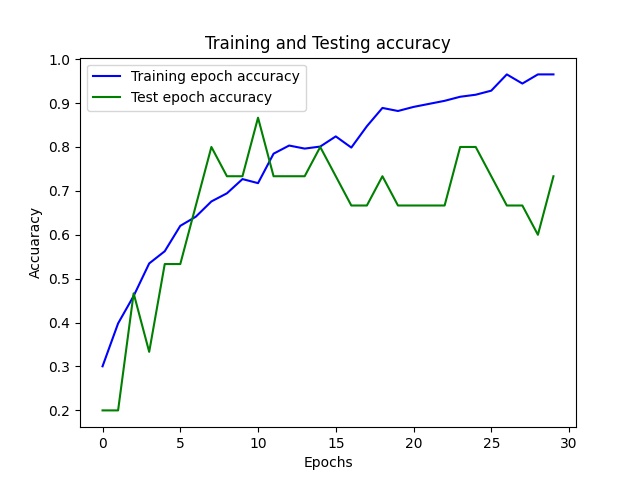 Training and Testing accuracy
Training epoch accuracy
Test epoch accuracy
1.0
0.9
0.8
0.7
0.6
0.5
0.4
0.3
0.2
Accuaracy
0 5 10 15 20 25 30
Epochs